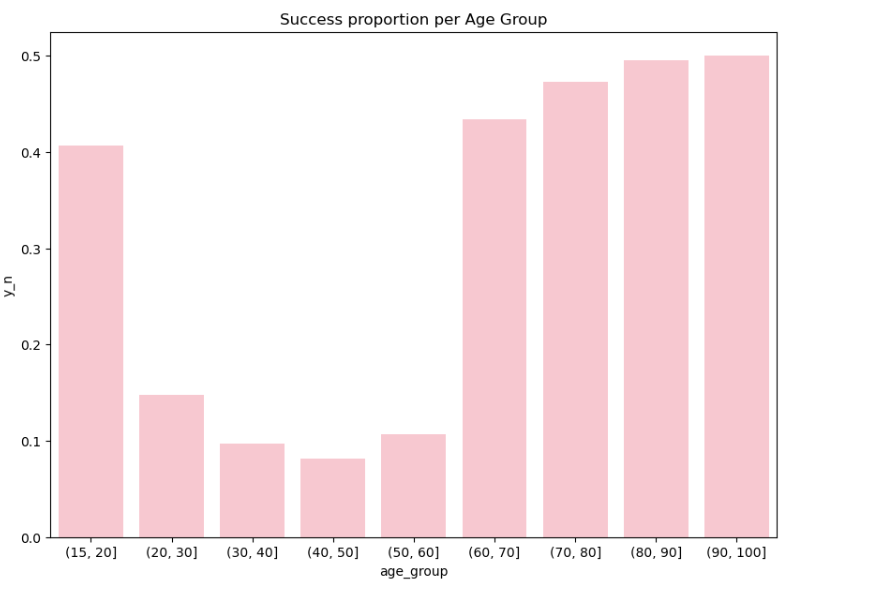 Success proportion per Age Group
0.5
0.4
0.3
0.2
0.1
0.0
y_n
(15, 20] (20, 30] (30, 40] (40, 50] (50, 60] (60, 70] (70, 80] (80, 90] (90, 100]
age_group